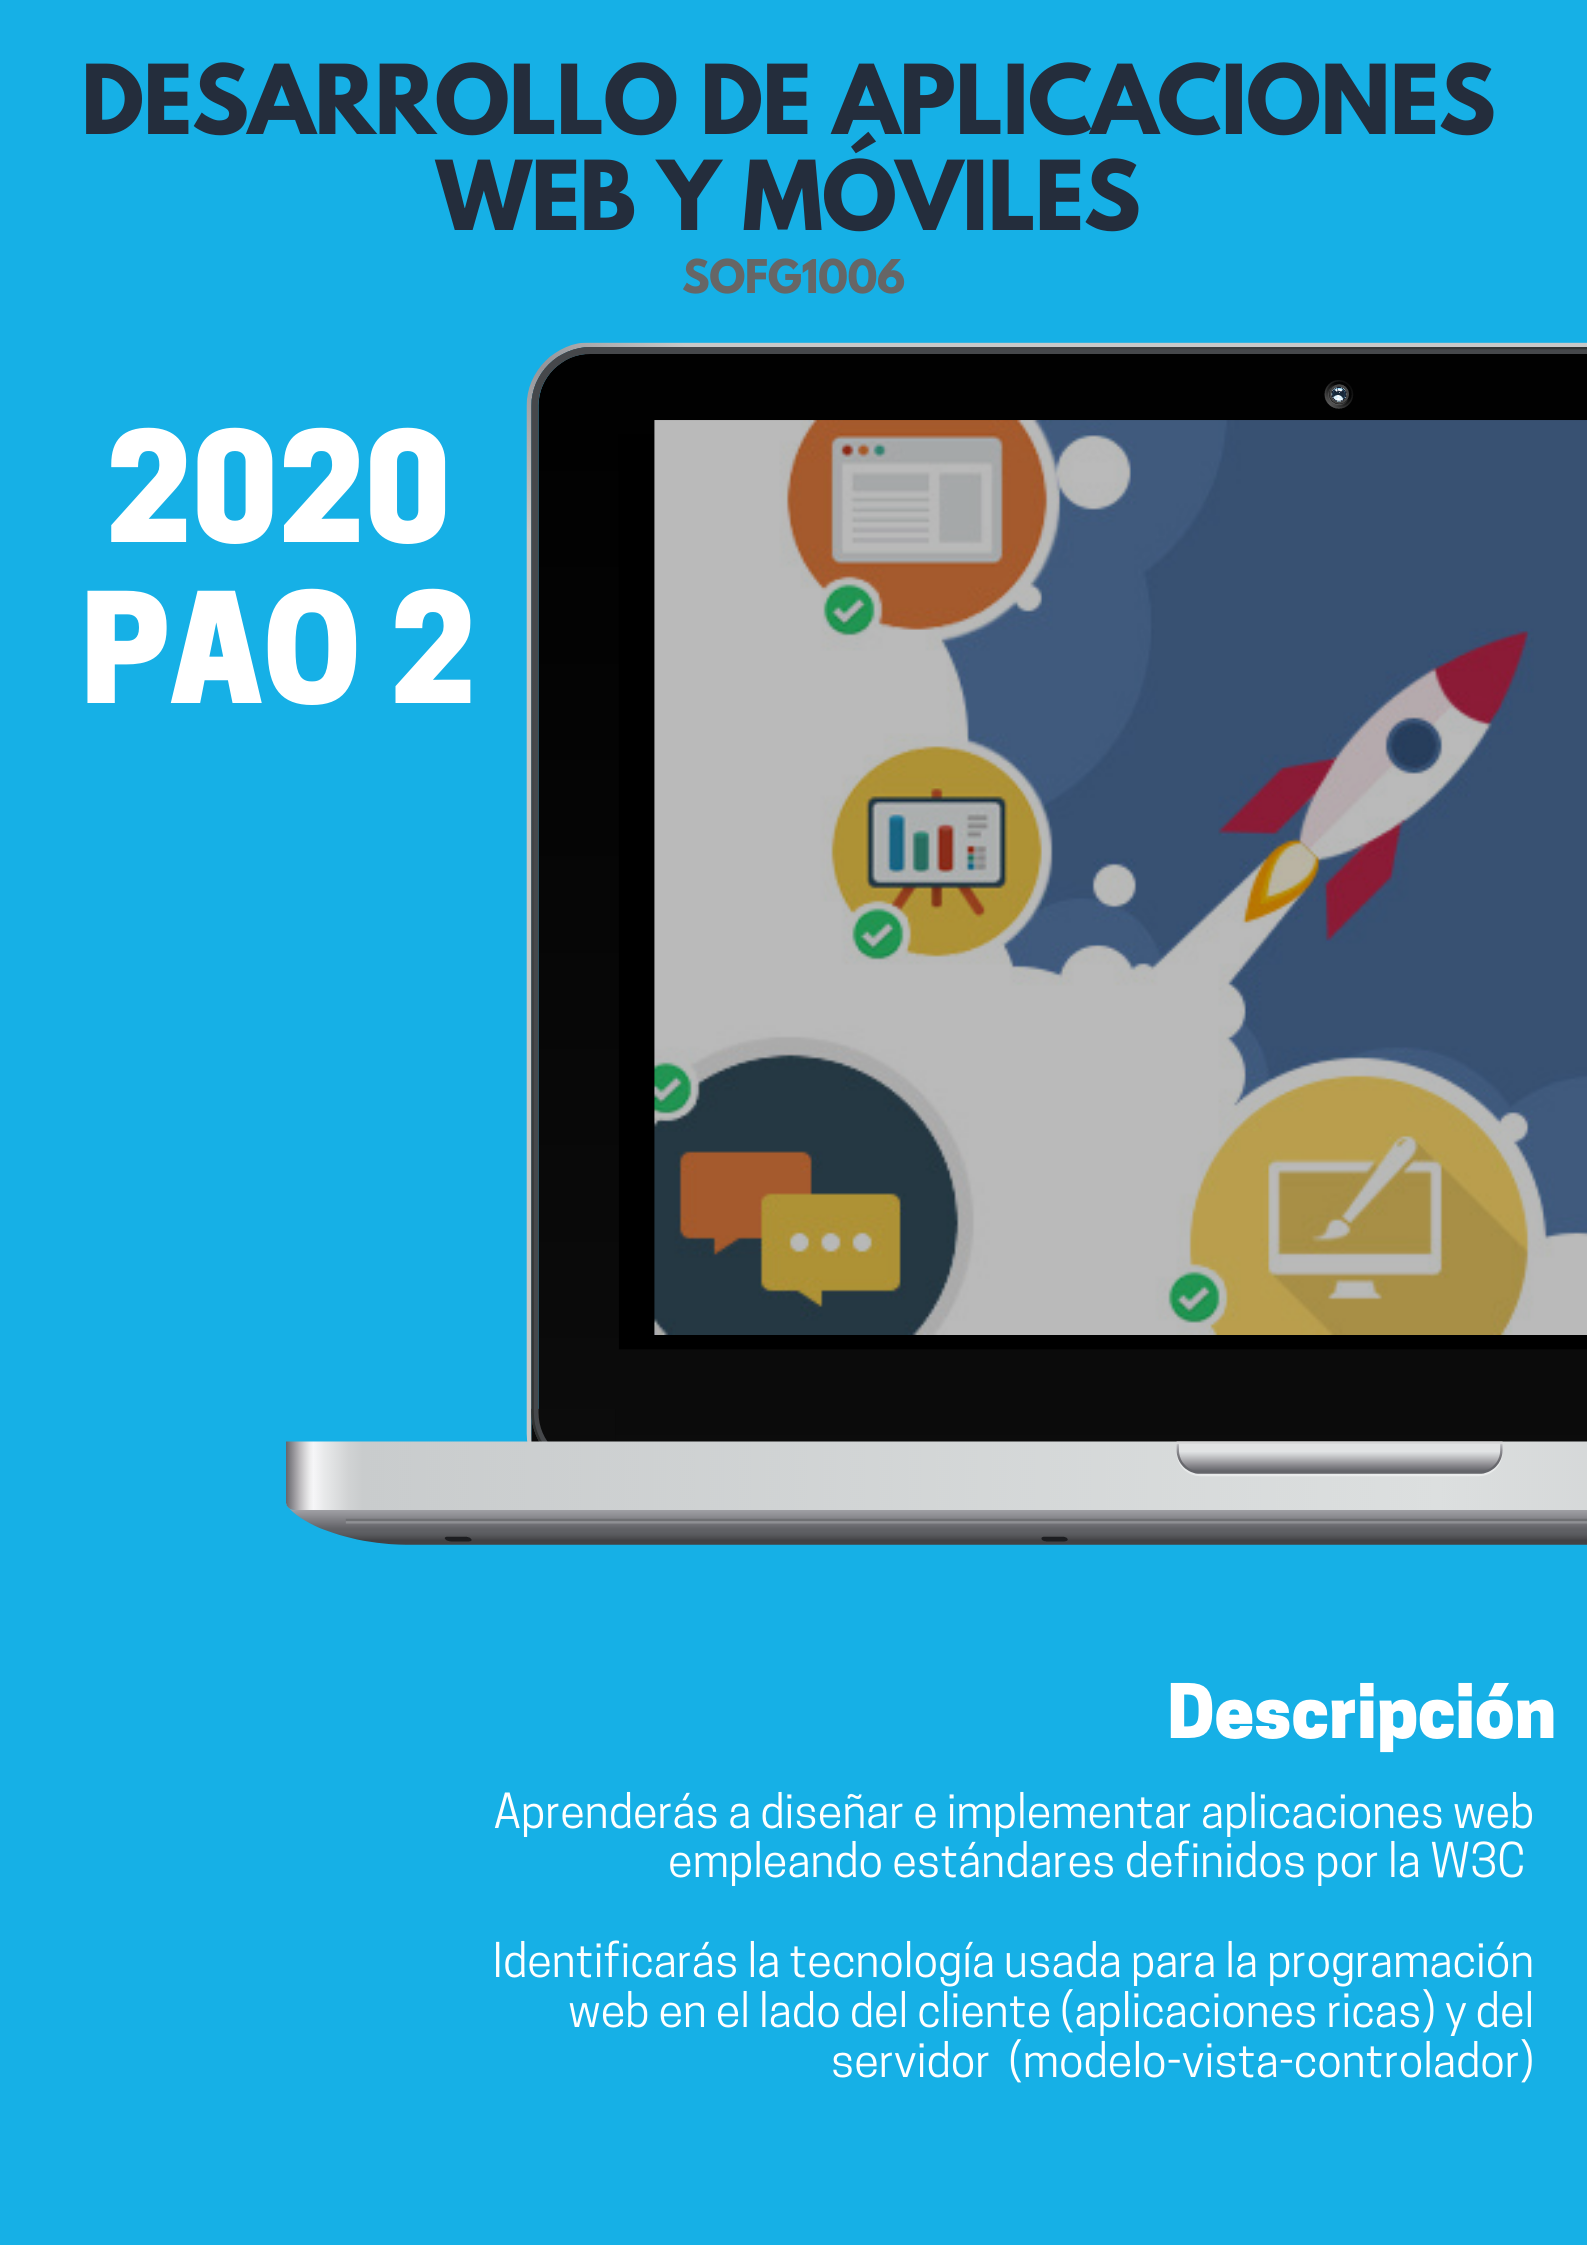 DESARROLLO DE APLICACIONES
WEB Y MÓVILES
SOFG1006
2020
PAO 2
Descripción
Aprenderás a diseñar e implementar aplicaciones web
empleando estándares definidos por la W3C
Identificarás la tecnología usada para la programación
web en el lado del cliente (aplicaciones ricas) y del
servidor (modelo-vista-controlador)